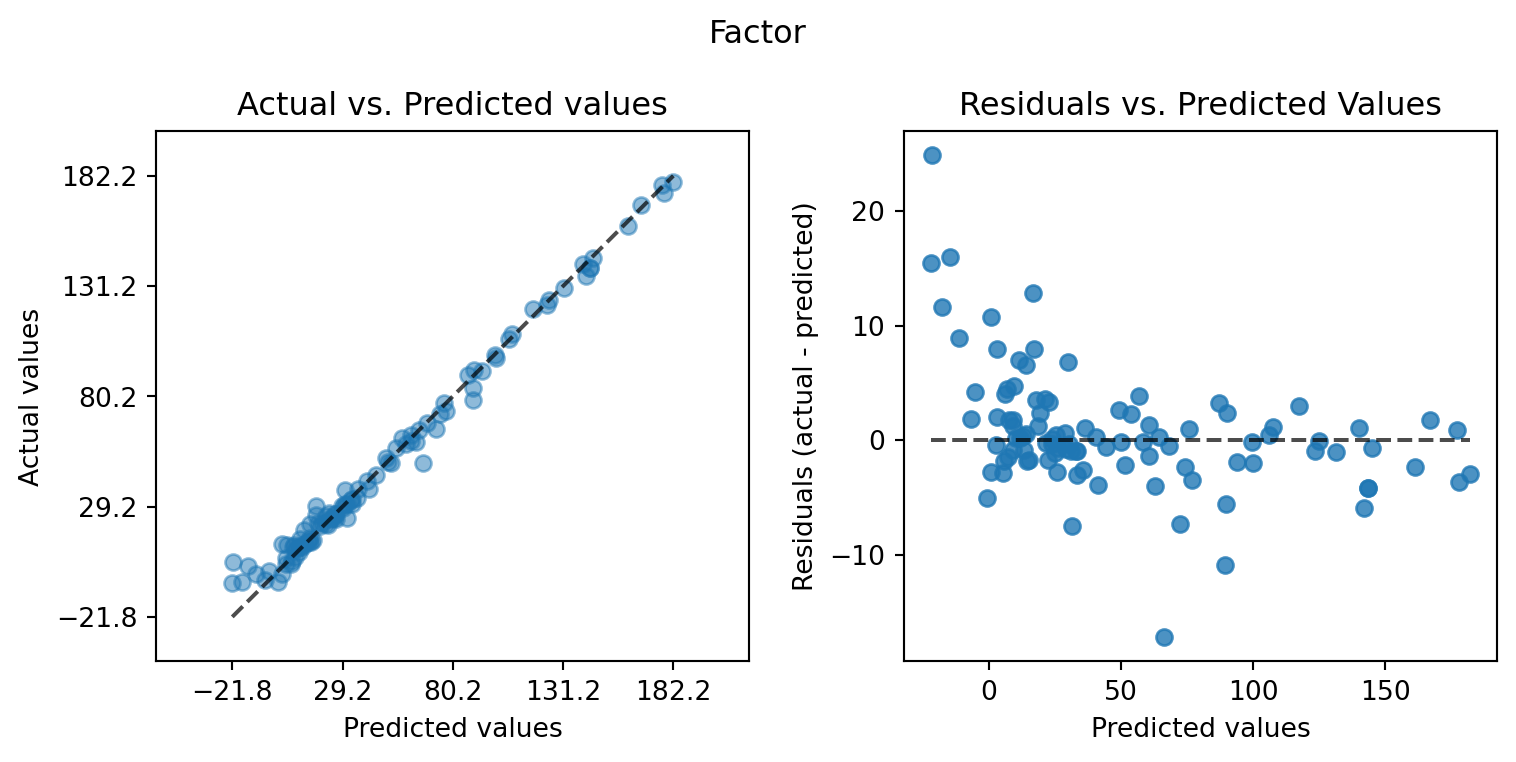 Factor
Actual vs. Predicted values
Actual values
182.2
131.2
80.2
29.2
−21.8
−21.8 29.2 80.2 131.2 182.2
Predicted values
Residuals vs. Predicted Values
Residuals (actual - predicted)
20
10
0
−10
0 50 100 150
Predicted values